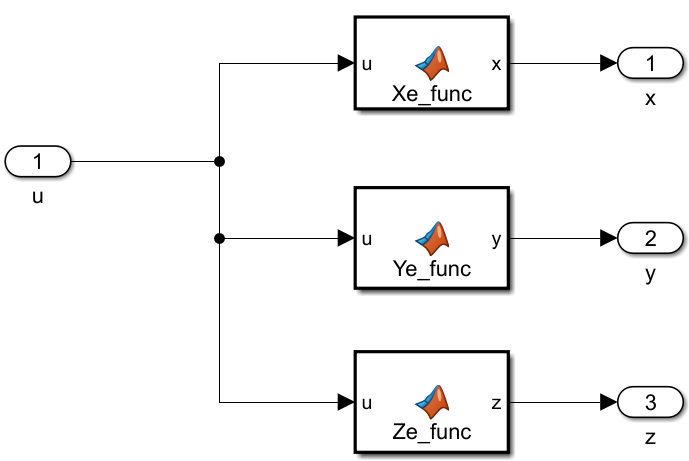 u x
Xe_func
1
x
1
u
u y
Ye_func
2
y
u z
Ze_func
3
z